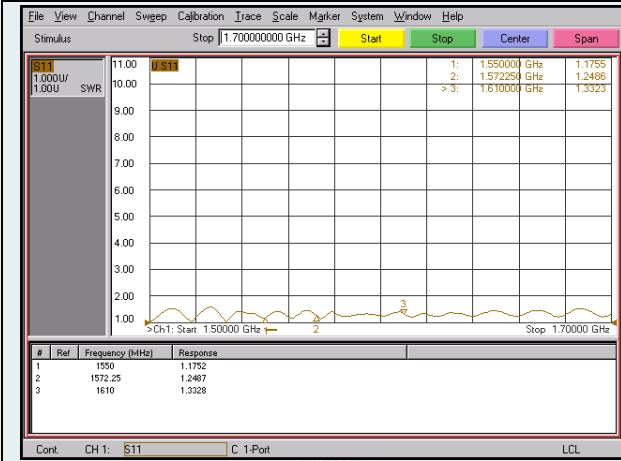 File View Channel Sweep Calibration Trace Scale Marker System Window Help
Stimulus Stop 1.700000000 GHz Start Stop Center Span
S11
1.000U/
1.00U SWR
11.00
10.00
9.00
8.00
7.00
6.00
5.00
4.00
3.00
2.00
1.00
U S11
1: 1.550000 GHz 1.1755
2: 1.572250 GHz 1.2486
> 3: 1.610000 GHz 1.3323
3
>Ch1: Start 1.50000 GHz 1 2 Stop 1.70000 GHz
# Ref Frequency (MHz) Response
1 1550 1.1752
2 1572.25 1.2487
3 1610 1.3328
Cont. CH 1: S11 C 1-Port LCL